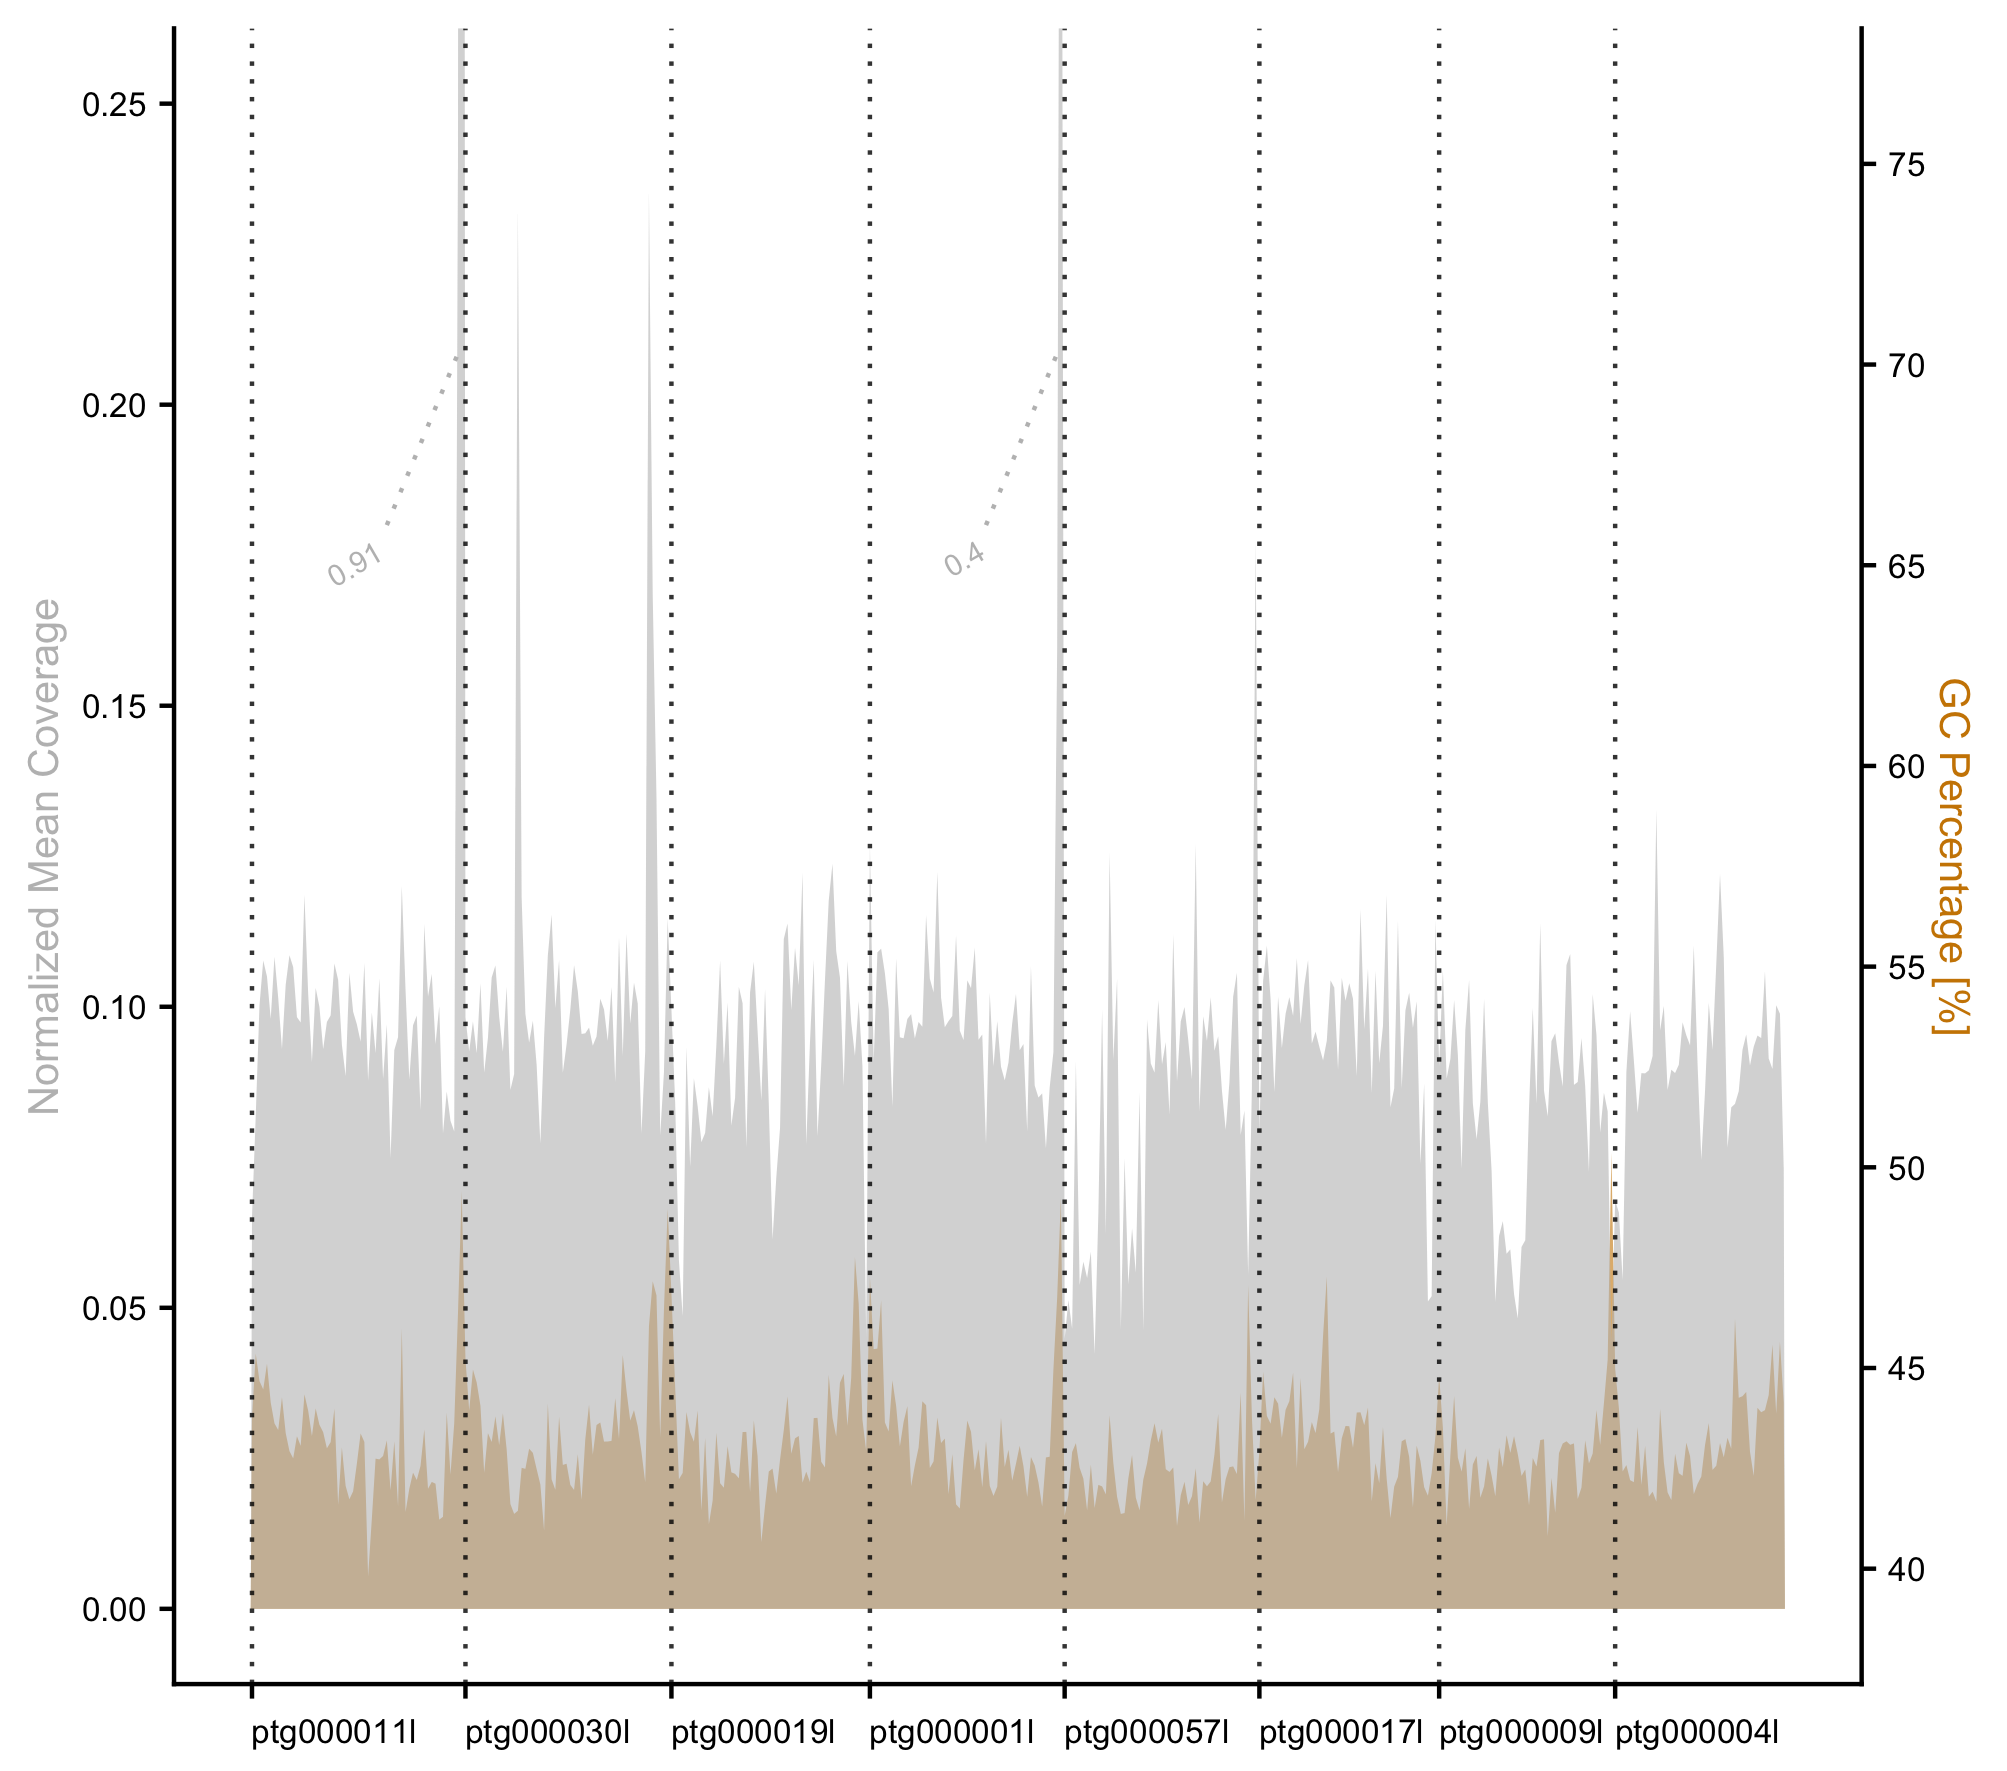 Normalized Mean Coverage
0.25
0.20
0.15
0.10
0.05
0.00
0.91
0.4
75
70
65
60
55
50
45
40
GC Percentage [%]
ptg000011l
ptg000030l
ptg000019l
ptg000001l
ptg000057l
ptg000017l
ptg000009l
ptg000004l